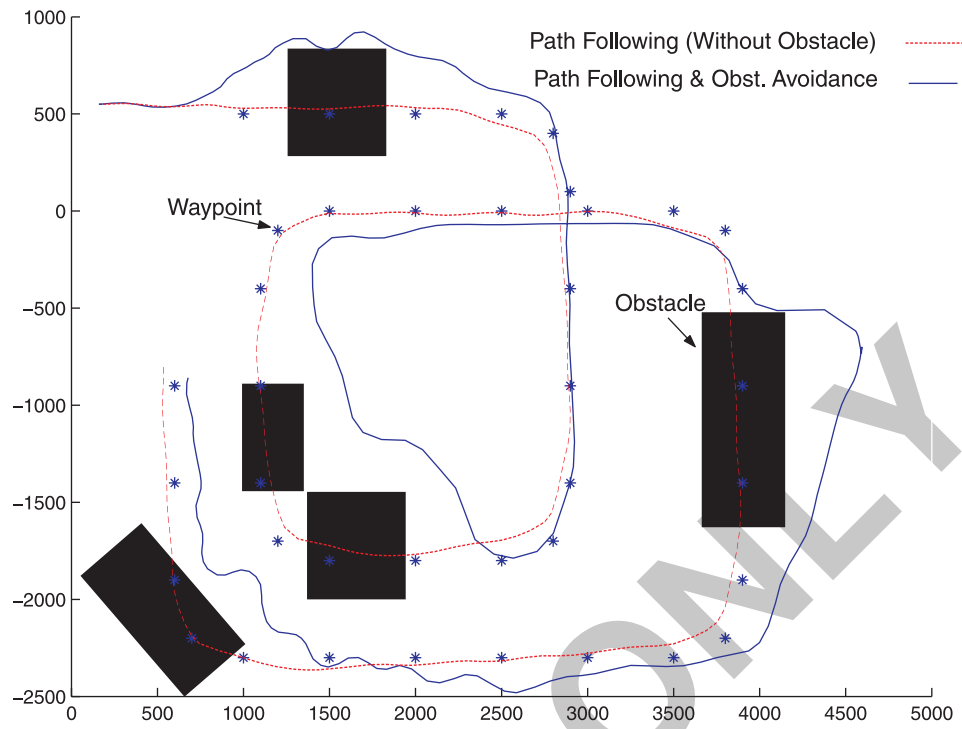 1000
500
0
−500
−1000
−1500
−2000
−2500
Path Following (Without Obstacle)
Path Following & Obst. Avoidance
Waypoint
Obstacle
0 500 1000 1500 2000 2500 3000 3500 4000 4500 5000
ONLY